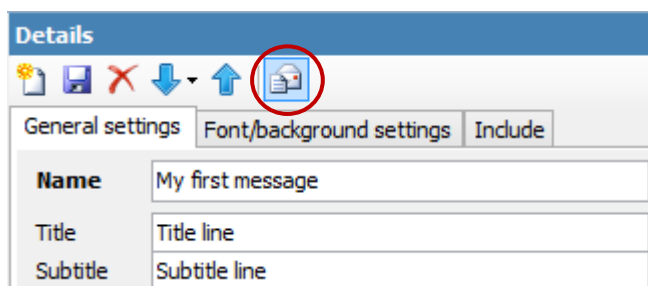 Details
General settings Font/background settings Include
Name My first message
Title Title line
Subtitle Subtitle line